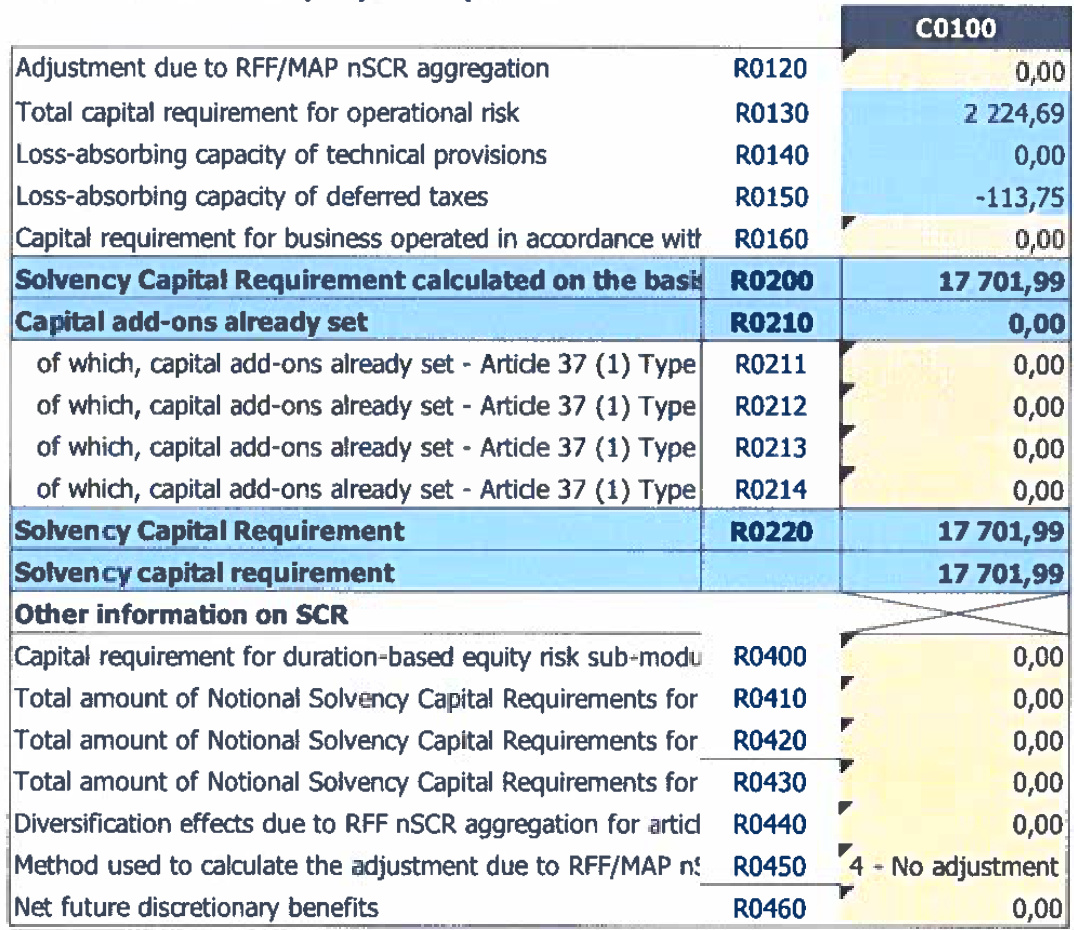 C0100
Adjustment due to RFF/MAP nSCR aggregation R0120 0,00
Total capital requirement for operational risk R0130 2 224,69
Loss-absorbing capacity of technical provisions R0140 0,00
Loss-absorbing capacity of deferred taxes R0150 -113,75
Capital requirement for business operated in accordance with R0160 0,00
Solvency Capital Requirement calculated on the basis R0200 17 701,99
Capital add-ons already set R0210 0,00
of which, capital add-ons already set - Article 37 (1) Type R0211 0,00
of which, capital add-ons already set - Article 37 (1) Type R0212 0,00
of which, capital add-ons already set - Article 37 (1) Type R0213 0,00
of which, capital add-ons already set - Article 37 (1) Type R0214 0,00
Solvency Capital Requirement R0220 17 701,99
Solvency capital requirement 17 701,99
Other information on SCR
Capital requirement for duration-based equity risk sub-modu R0400 0,00
Total amount of Notional Solvency Capital Requirements for R0410 0,00
Total amount of Notional Solvency Capital Requirements for R0420 0,00
Total amount of Notional Solvency Capital Requirements for R0430 0,00
Diversification effects due to RFF nSCR aggregation for articl R0440 0,00
Method used to calculate the adjustment due to RFF/MAP nS R0450 4 - No adjustment
Net future discretionary benefits R0460 0,00